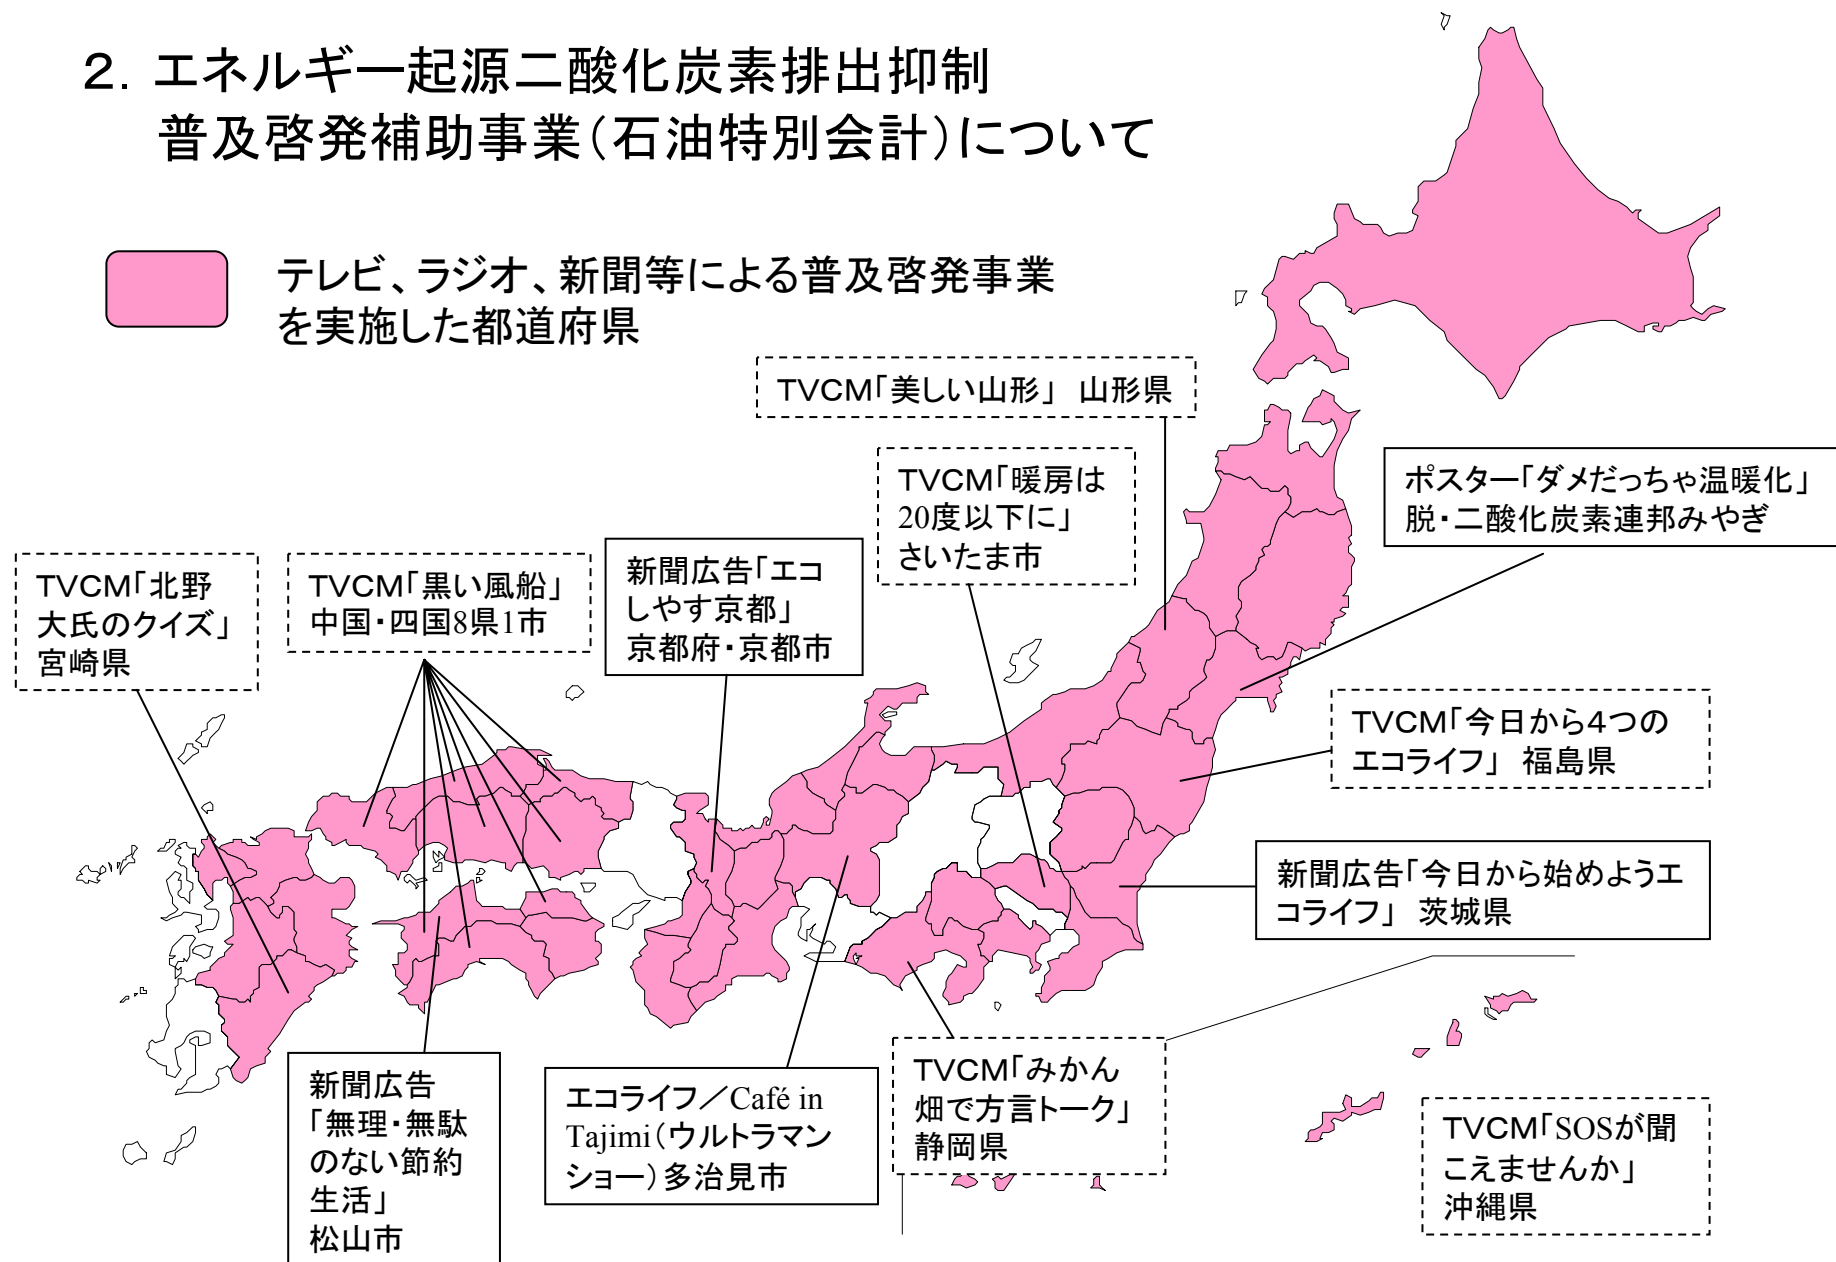 ２．エネルギー起源二酸化炭素排出抑制
普及啓発補助事業（石油特別会計）について
テレビ、ラジオ、新聞等による普及啓発事業
を実施した都道府県
TVCM「美しい山形」 山形県
TVCM「暖房は
20度以下に」
さいたま市
ポスター「ダメだっちゃ温暖化」
脱・二酸化炭素連邦みやぎ
TVCM「北野
大氏のクイズ」
宮崎県
TVCM「黒い風船」
中国・四国8県1市
新聞広告「エコ
しやす京都」
京都府・京都市
TVCM「今日から４つの
エコライフ」 福島県
新聞広告「今日から始めようエ
コライフ」 茨城県
新聞広告
「無理・無駄
のない節約
生活」
松山市
エコライフ／Café in
Tajimi（ウルトラマン
ショー）多治見市
TVCM「みかん
畑で方言トーク」
静岡県
TVCM「SOSが聞
こえませんか」
沖縄県